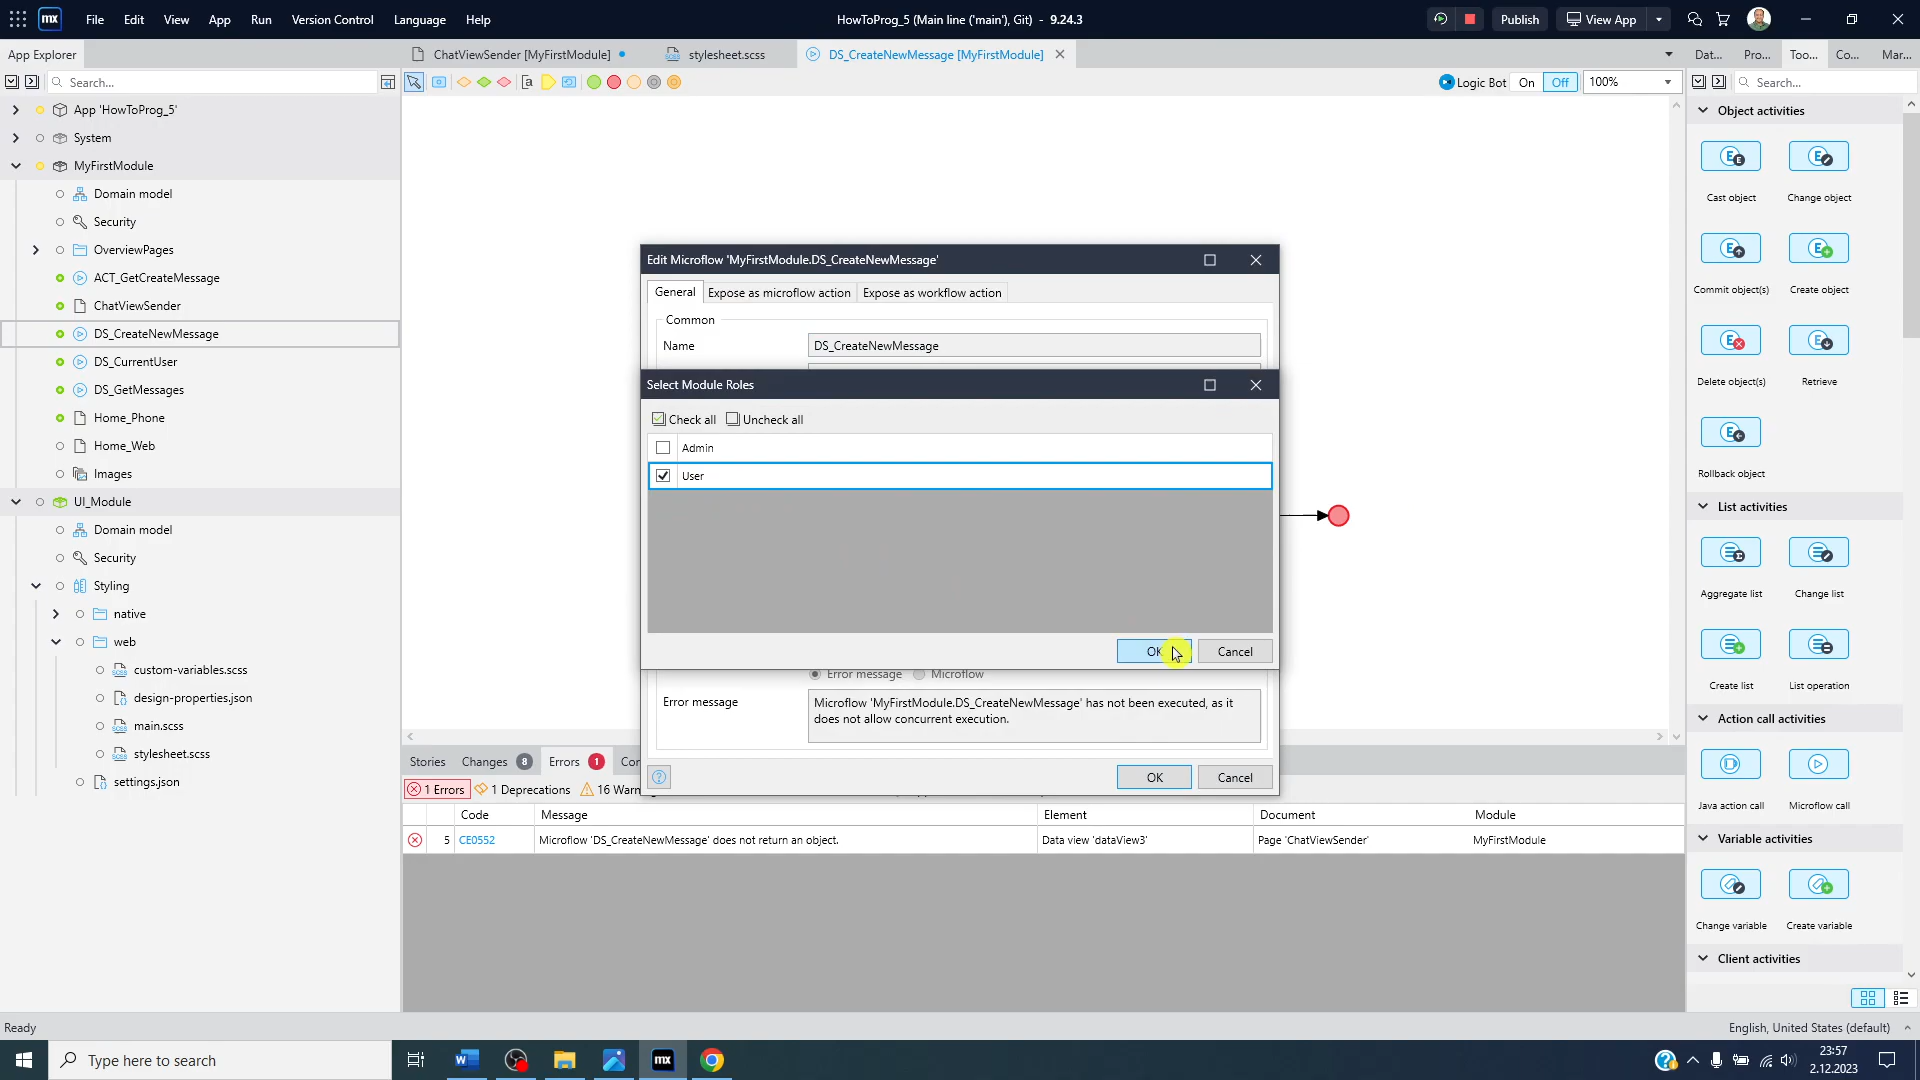 mx File Edit View App Run Version Control Language Help HowToProg_5 (Main line ('main'), Git) - 9.24.3 Publish View App
App Explorer ChatViewSender [MyFirstModule] stylesheet.scss DS_CreateNewMessage [MyFirstModule] Dat... Pro... Too... Co... Mar...
Search... Logic Bot On Off 100% Search...
App 'HowToProg_5'
System
MyFirstModule
Domain model
Security
OverviewPages
ACT_GetCreateMessage
ChatViewSender
DS_CreateNewMessage
DS_CurrentUser
DS_GetMessages
Home_Phone
Home_Web
Images
UI_Module
Domain model
Security
Styling
native
web
custom-variables.scss
design-properties.json
main.scss
stylesheet.scss
settings.json
Edit Microflow 'MyFirstModule.DS_CreateNewMessage'
General Expose as microflow action Expose as workflow action
Common
Name DS_CreateNewMessage
Select Module Roles
Check all Uncheck all
Admin
User
OK Cancel
Error message Microflow
Error message Microflow 'MyFirstModule.DS_CreateNewMessage' has not been executed, as it
does not allow concurrent execution.
OK Cancel
Stories Changes 8 Errors 1 Con
1 Errors 1 Deprecations 16 Warn
Code Message Element Document Module
5 CE0552 Microflow 'DS_CreateNewMessage' does not return an object. Data view 'dataView3' Page 'ChatViewSender' MyFirstModule
Object activities
Cast object Change object
Commit object(s) Create object
Delete object(s) Retrieve
Rollback object
List activities
Aggregate list Change list
Create list List operation
Action call activities
Java action call Microflow call
Variable activities
Change variable Create variable
Client activities
Ready English, United States (default)
Type here to search mx 23:57
2.12.2023